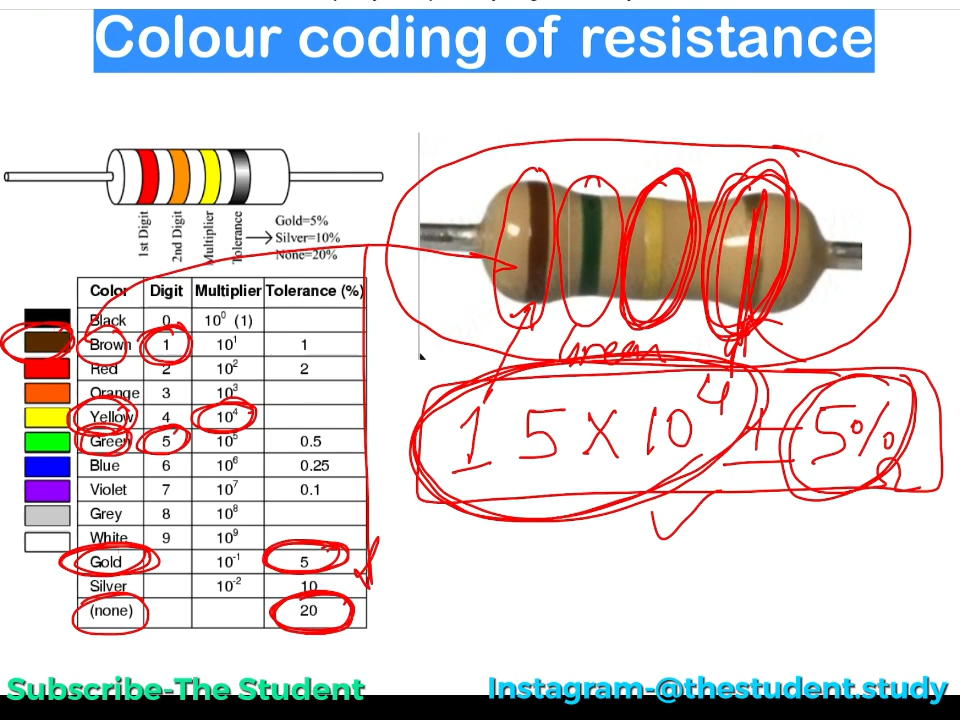 Colour coding of resistance
1st Digit
2nd Digit
Multiplier
Tolerance
Gold=5%
Silver=10%
None=20%
Color Digit Multiplier Tolerance (%)
Black 0 10⁰ (1)
Brown 1 10¹ 1
Red 2 10² 2
Orange 3 10³
Yellow 4 10⁴
Green 5 10⁵ 0.5
Blue 6 10⁶ 0.25
Violet 7 10⁷ 0.1
Grey 8 10⁸
White 9 10⁹
Gold 10⁻¹ 5
Silver 10⁻² 10
(none) 20
Green
15 X 10⁴ ± 5%
Subscribe-The Student
Instagram-@thestudent.study